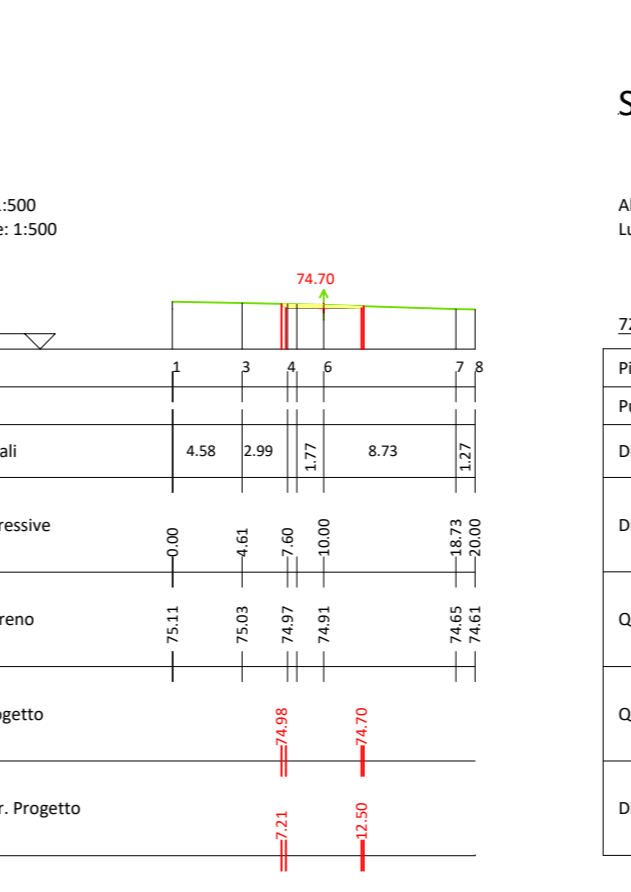 S
1:500
e: 1:500
Al
Lu
74.70
72
1 3 4 6 7 8
Pi
Pu
ali 4.58 2.99 1.77 8.73 1.27
Di
ressive 0.00 4.61 7.60 10.00 18.73 20.00
Di
reno 75.11 75.03 74.97 74.91 74.65 74.61
Q
ogetto 74.98 74.70
Q
r. Progetto 7.21 12.50
Di